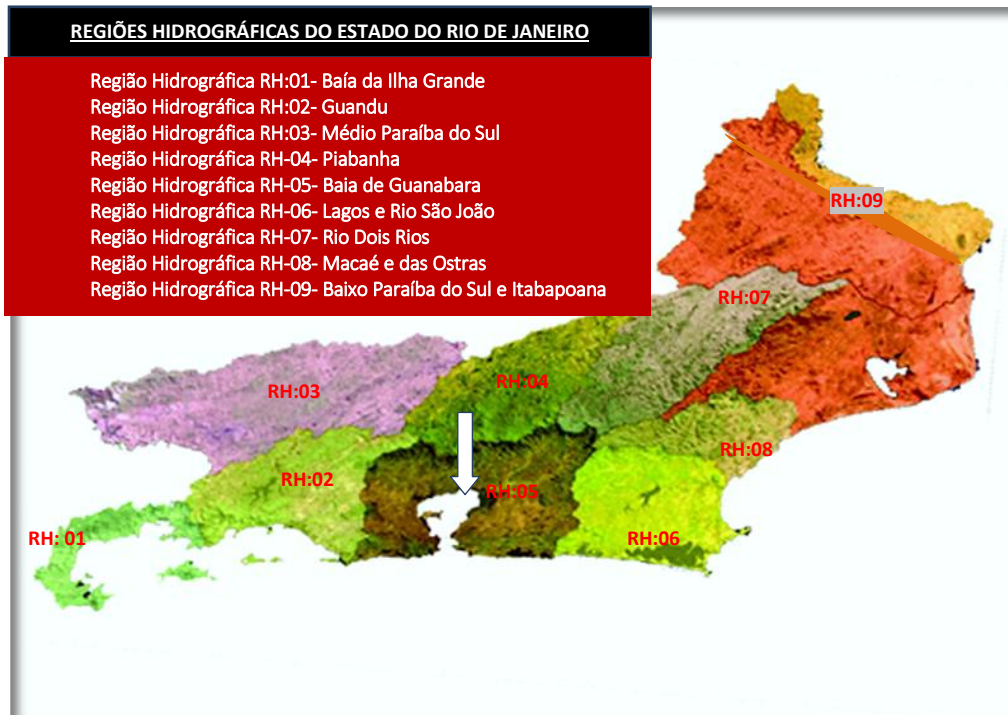 REGIÕES HIDROGRÁFICAS DO ESTADO DO RIO DE JANEIRO
Região Hidrográfica RH:01- Baía da Ilha Grande
Região Hidrográfica RH:02- Guandu
Região Hidrográfica RH:03- Médio Paraíba do Sul
Região Hidrográfica RH-04- Piabanha
Região Hidrográfica RH-05- Baia de Guanabara
Região Hidrográfica RH-06- Lagos e Rio São João
Região Hidrográfica RH-07- Rio Dois Rios
Região Hidrográfica RH-08- Macaé e das Ostras
Região Hidrográfica RH-09- Baixo Paraíba do Sul e Itabapoana
RH:09
RH:07
RH:04
RH:03
RH:08
RH:02
RH:05
RH: 01
RH:06